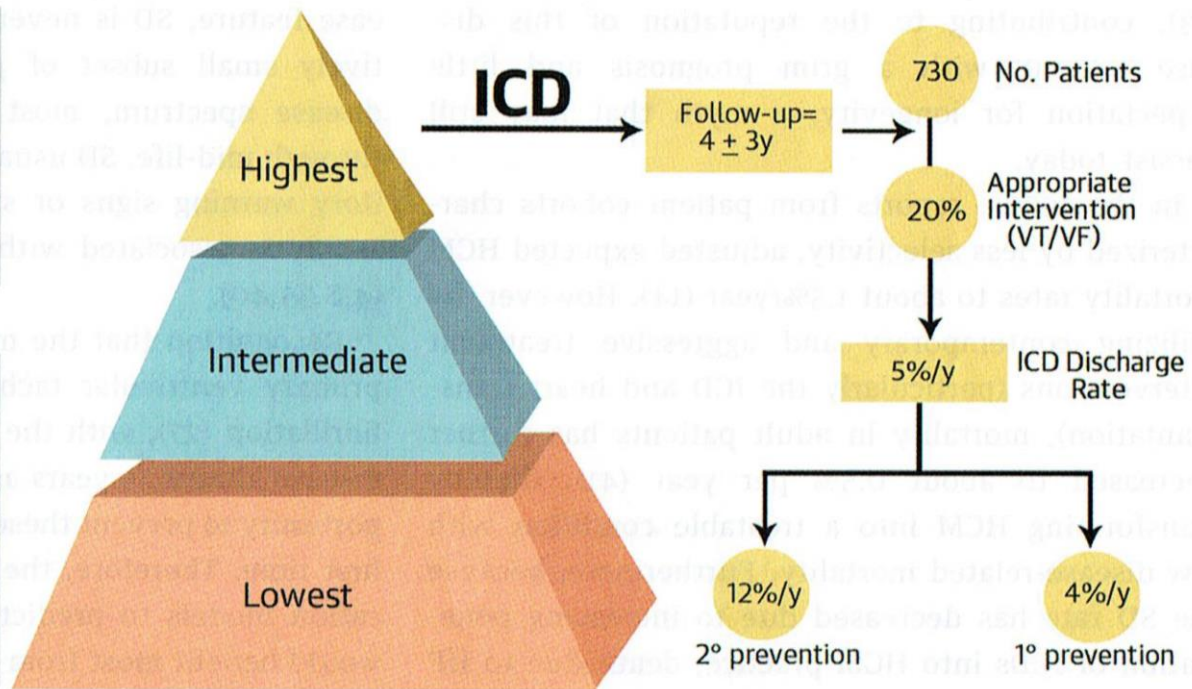 ICD
Highest
Intermediate
Lowest
Follow-up=
4 ± 3y
730
No. Patients
20%
Appropriate
Intervention
(VT/VF)
5%/y
ICD Discharge
Rate
12%/y
2° prevention
4%/y
1° prevention